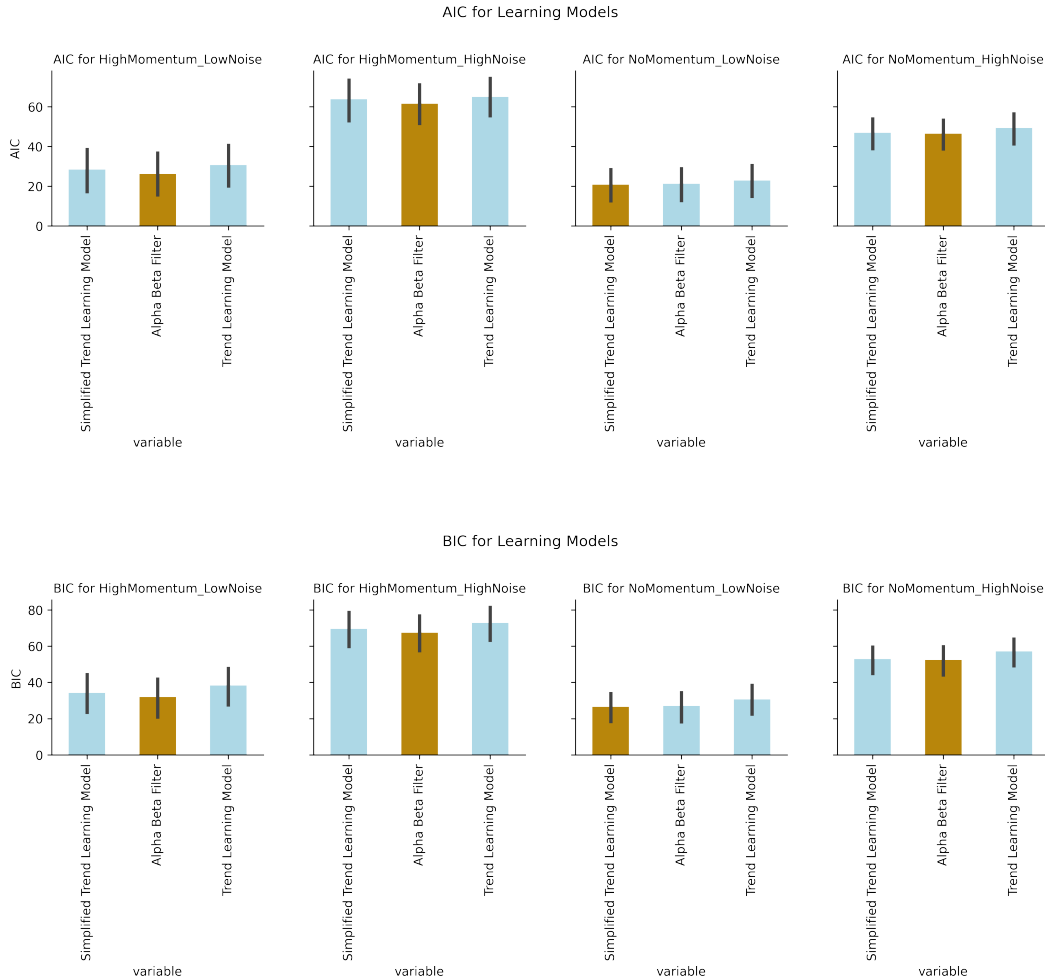 AIC for Learning Models
AIC for HighMomentum_LowNoise
AIC for HighMomentum_HighNoise
AIC for NoMomentum_LowNoise
AIC for NoMomentum_HighNoise
AIC
60
40
20
0
Simplified Trend Learning Model
Alpha Beta Filter
Trend Learning Model
Simplified Trend Learning Model
Alpha Beta Filter
Trend Learning Model
Simplified Trend Learning Model
Alpha Beta Filter
Trend Learning Model
Simplified Trend Learning Model
Alpha Beta Filter
Trend Learning Model
variable
variable
variable
variable
BIC for Learning Models
BIC for HighMomentum_LowNoise
BIC for HighMomentum_HighNoise
BIC for NoMomentum_LowNoise
BIC for NoMomentum_HighNoise
BIC
80
60
40
20
0
Simplified Trend Learning Model
Alpha Beta Filter
Trend Learning Model
Simplified Trend Learning Model
Alpha Beta Filter
Trend Learning Model
Simplified Trend Learning Model
Alpha Beta Filter
Trend Learning Model
Simplified Trend Learning Model
Alpha Beta Filter
Trend Learning Model
variable
variable
variable
variable